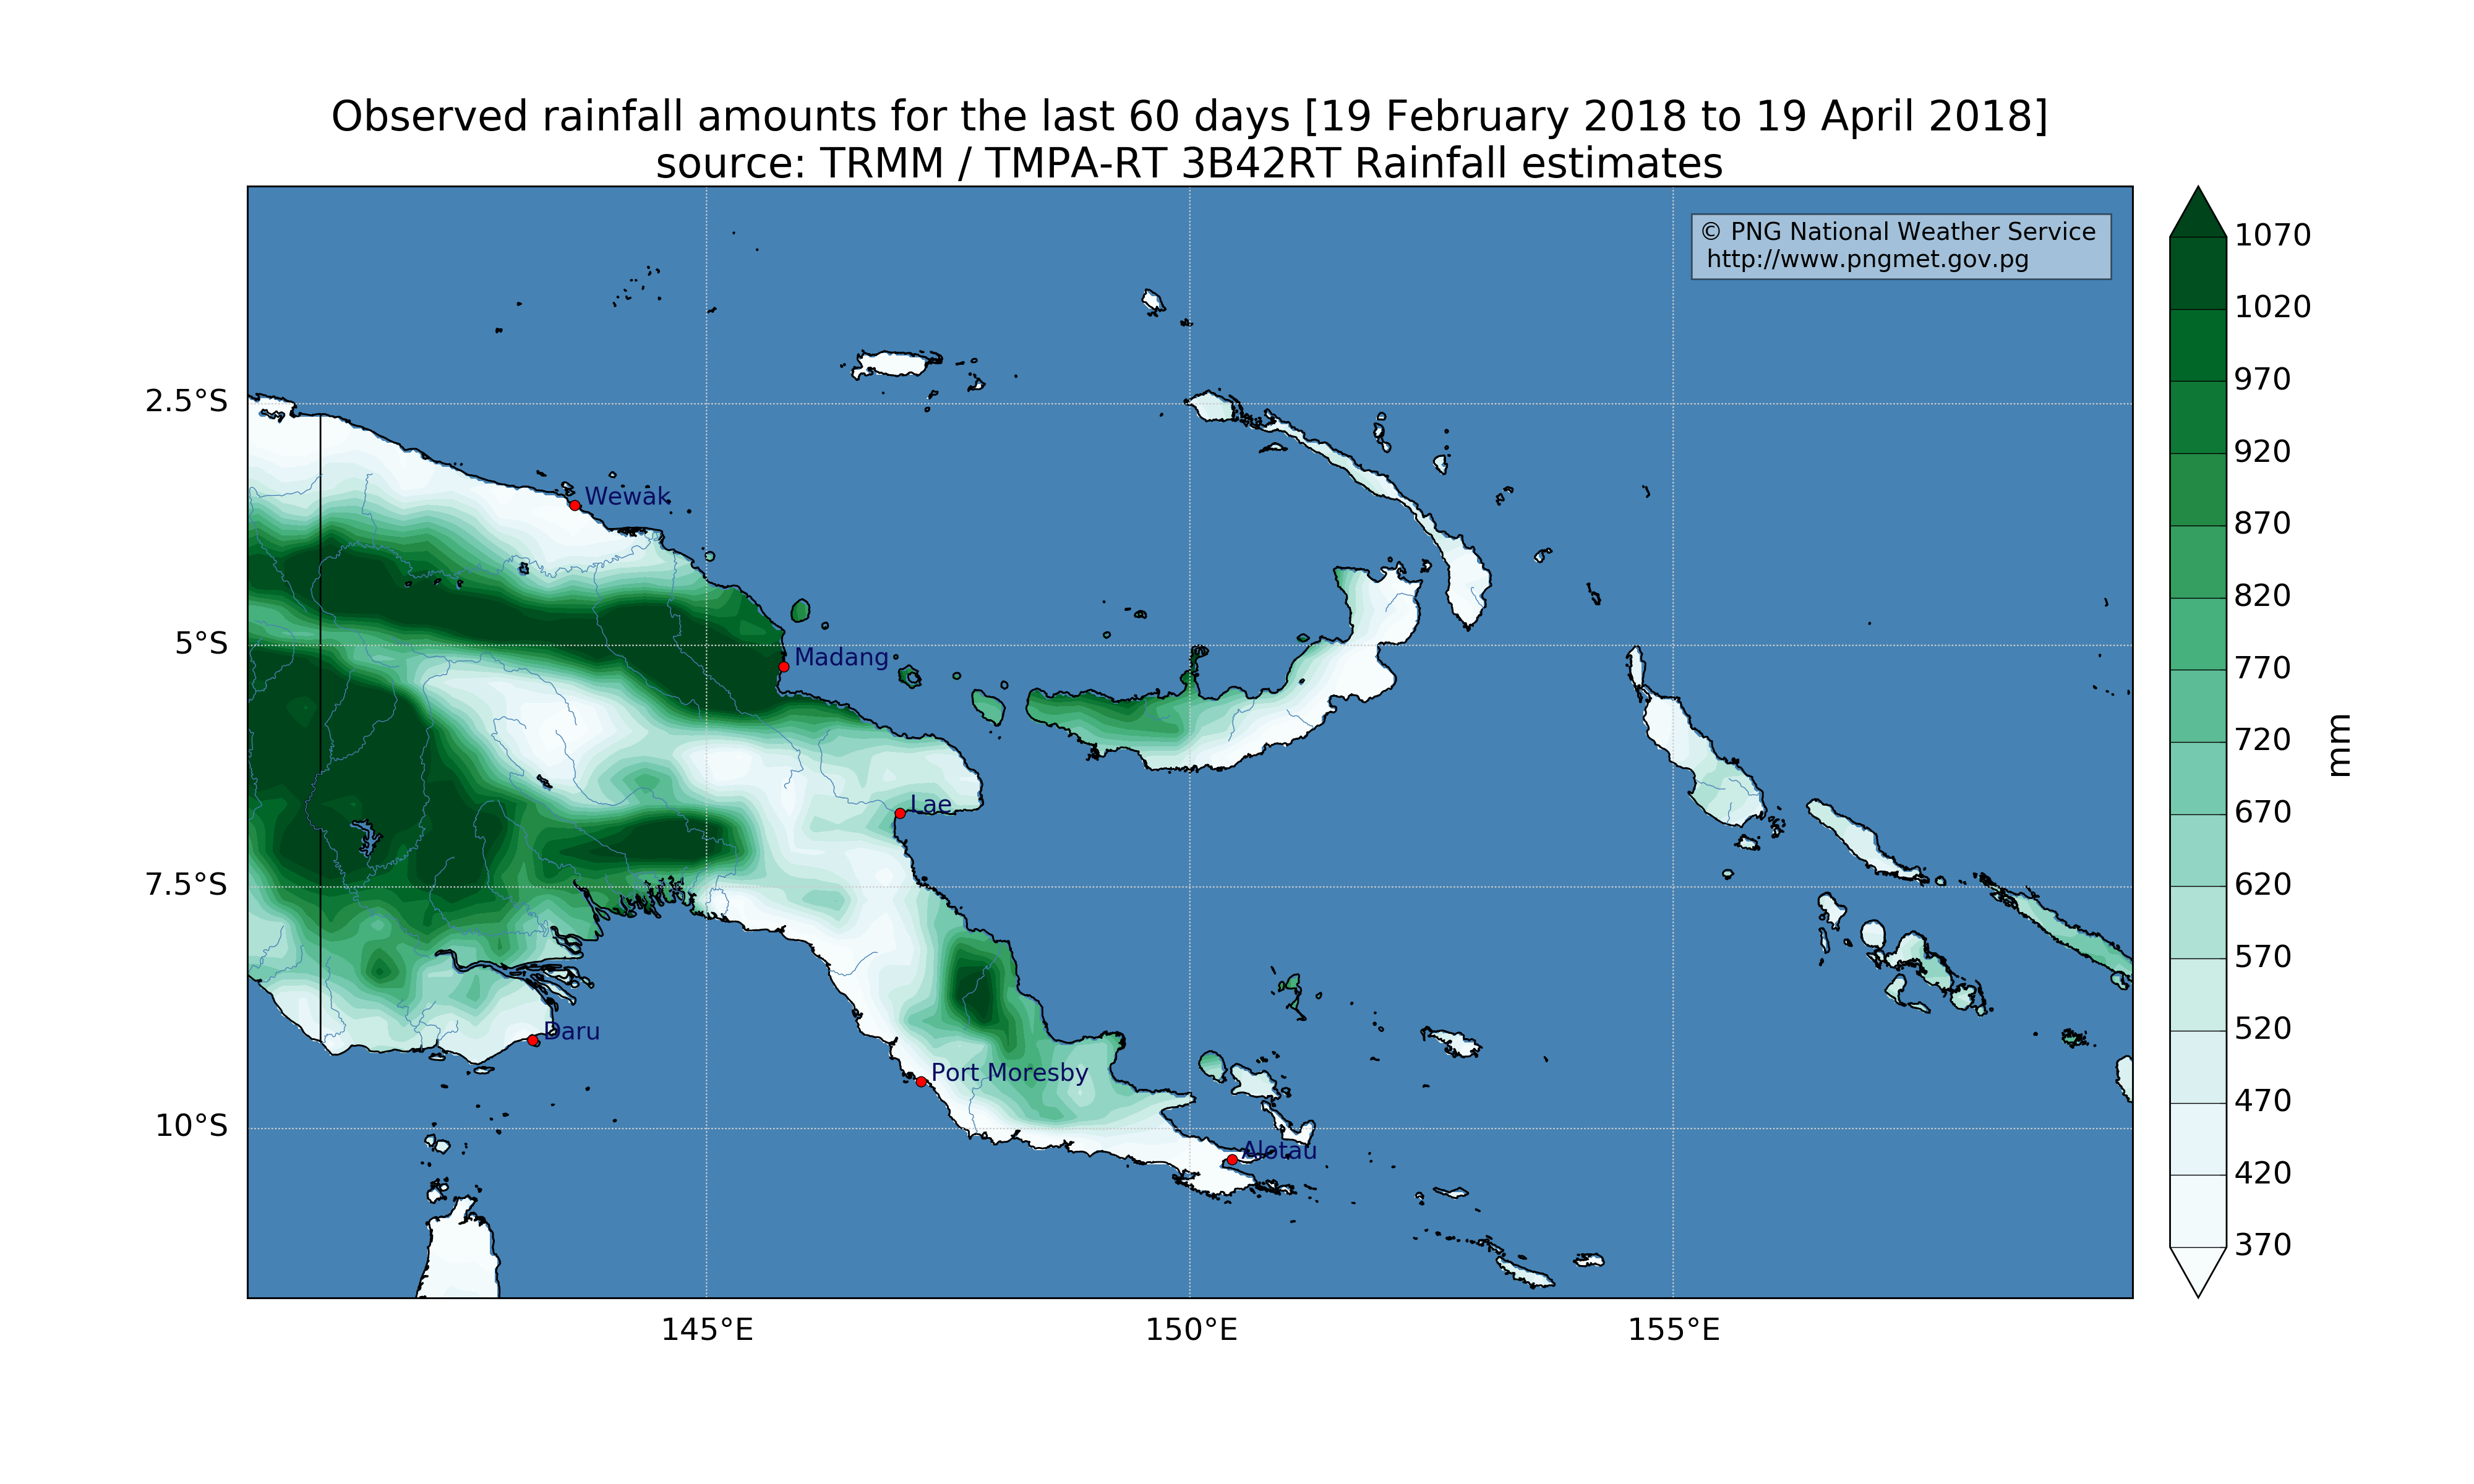 Observed rainfall amounts for the last 60 days [19 February 2018 to 19 April 2018]
source: TRMM / TMPA-RT 3B42RT Rainfall estimates
© PNG National Weather Service
http://www.pngmet.gov.pg
1070
1020
970
920
870
820
770
720
670
620
570
520
470
420
370
mm
2.5°S
5°S
7.5°S
10°S
Wewak
Madang
Lae
Daru
Port Moresby
Alotau
145°E
150°E
155°E